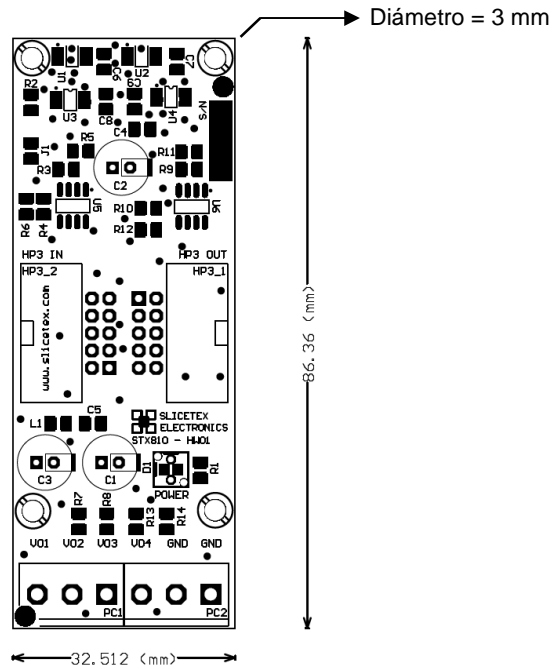 Diámetro = 3 mm
U1
C6
U2
C7
R2
C9
U3
C8
U4
S/N
C4
J1
R5
R11
R3
R9
C2
U5
R10
U6
R6
R4
R12
HP3 IN
HP3 OUT
HP3_2
HP3_1
www.slicetex.com
86.36 (mm)
L1
C5
SLICETEX
ELECTRONICS
STX810 - HW01
C3
C1
D1
R1
POWER
R7
R8
R13
R14
VO1 VO2 VO3 VO4 GND GND
PC1
PC2
32.512 (mm)